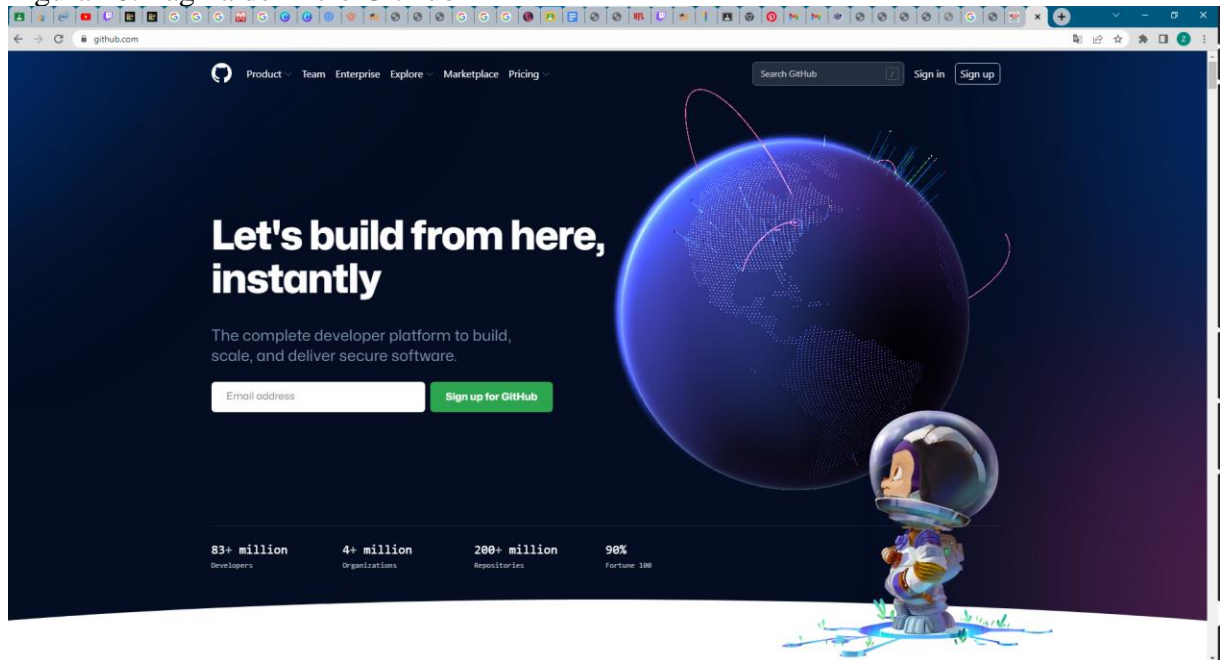 github.com
Product Team Enterprise Explore Marketplace Pricing
Search GitHub / Sign in Sign up
Let's build from here,
instantly
The complete developer platform to build,
scale, and deliver secure software.
Email address Sign up for GitHub
83+ million 4+ million 200+ million 90%
Developers Organizations Repositories Fortune 100